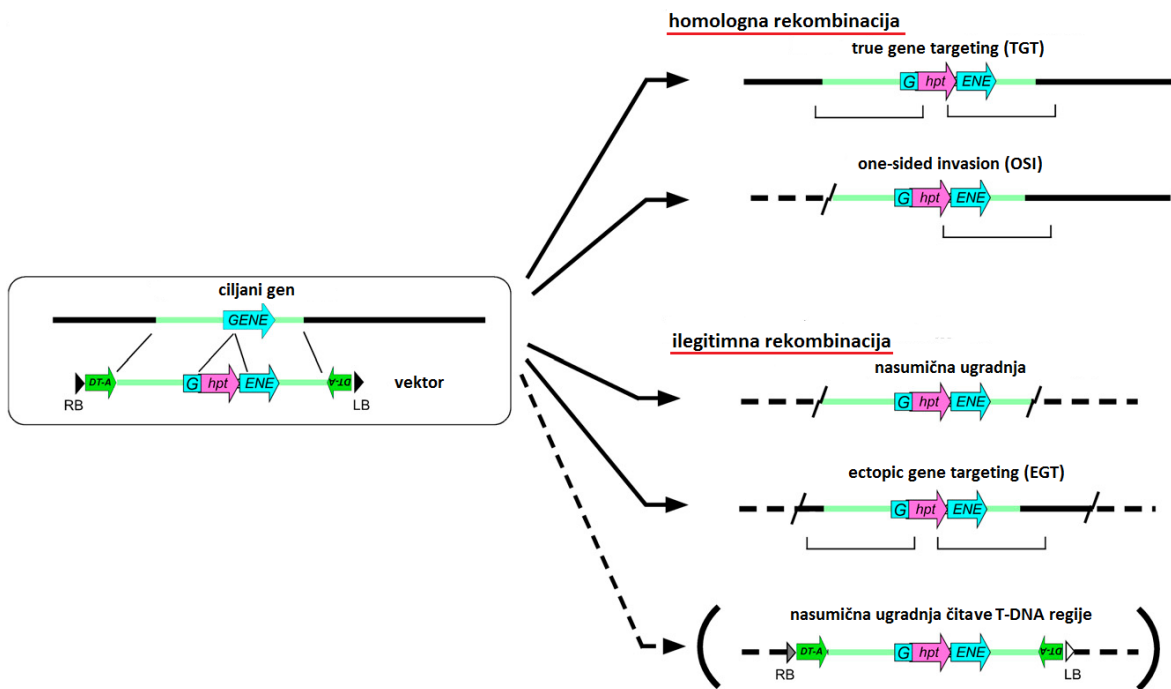 homologna rekombinacija
true gene targeting (TGT)
G hpt ENE
one-sided invasion (OSI)
G hpt ENE
ciljani gen
GENE
DT-A G hpt ENE DT-A
RB LB
vektor
ilegitimna rekombinacija
nasumična ugradnja
G hpt ENE
ectopic gene targeting (EGT)
G hpt ENE
nasumična ugradnja čitave T-DNA regije
DT-A G hpt ENE DT-A
RB LB